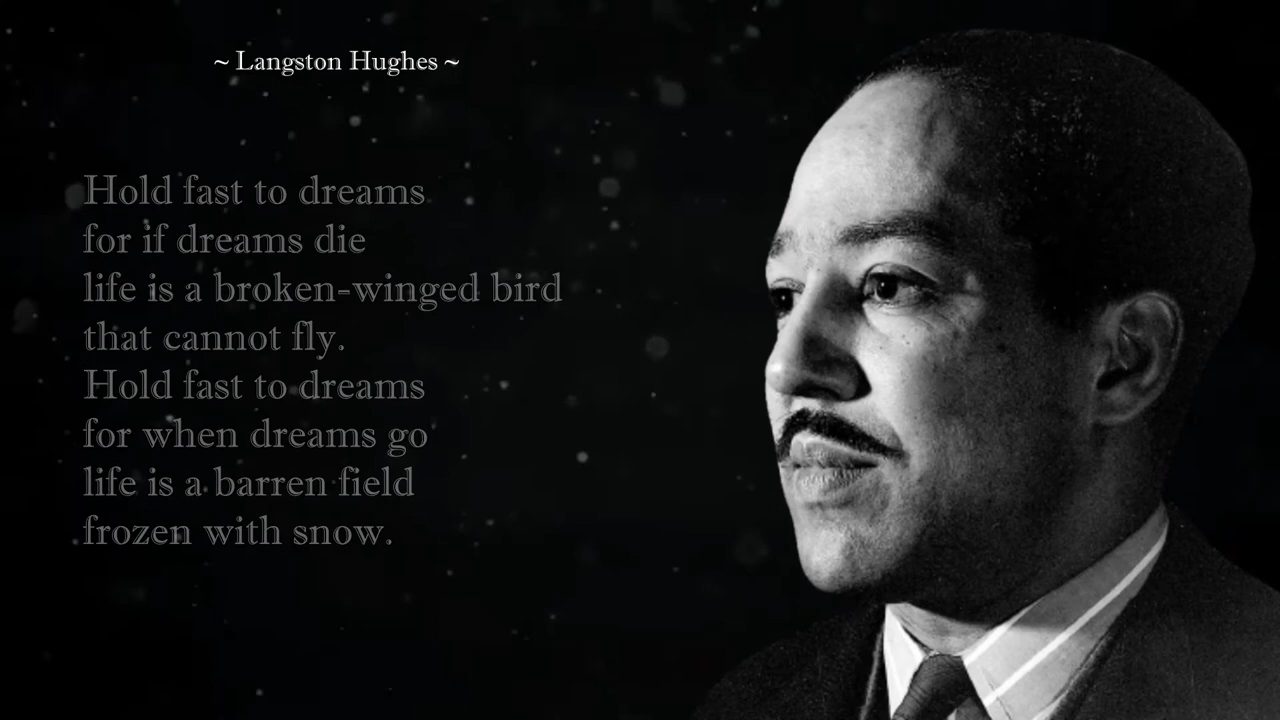 ~ Langston Hughes ~
Hold fast to dreams
for if dreams die
life is a broken-winged bird
that cannot fly.
Hold fast to dreams
for when dreams go
life is a barren field
frozen with snow.